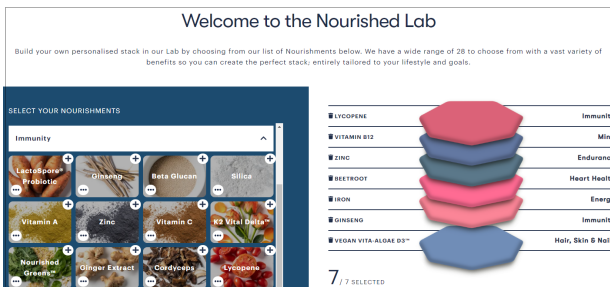 Welcome to the Nourished Lab
Build your own personalised stack in our Lab by choosing from our list of Nourishments below. We have a wide range of 28 to choose from with a vast variety of
benefits so you can create the perfect stack; entirely tailored to your lifestyle and goals.
SELECT YOUR NOURISHMENTS
Immunity
LactoSpore®
Probiotic
Ginseng
Beta Glucan
Silica
Vitamin A
Zinc
Vitamin C
K2 Vital Delta™
Nourished
Greens™
Ginger Extract
Cordyceps
Lycopene
LYCOPENE
Immunit
VITAMIN B12
Min
ZINC
Enduranc
BEETROOT
Heart Healt
IRON
Energ
GINSENG
Immunit
VEGAN VITA-ALGAE D3™
Hair, Skin & Nail
7 / 7 SELECTED